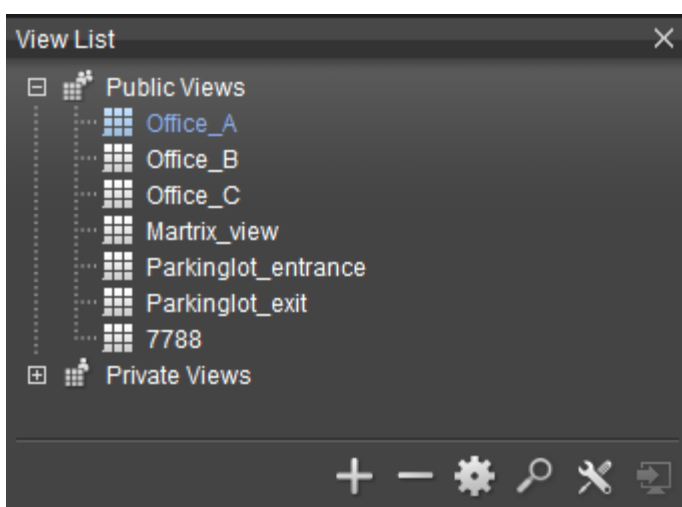 View List
Public Views
Office_A
Office_B
Office_C
Martrix_view
Parkinglot_entrance
Parkinglot_exit
7788
Private Views